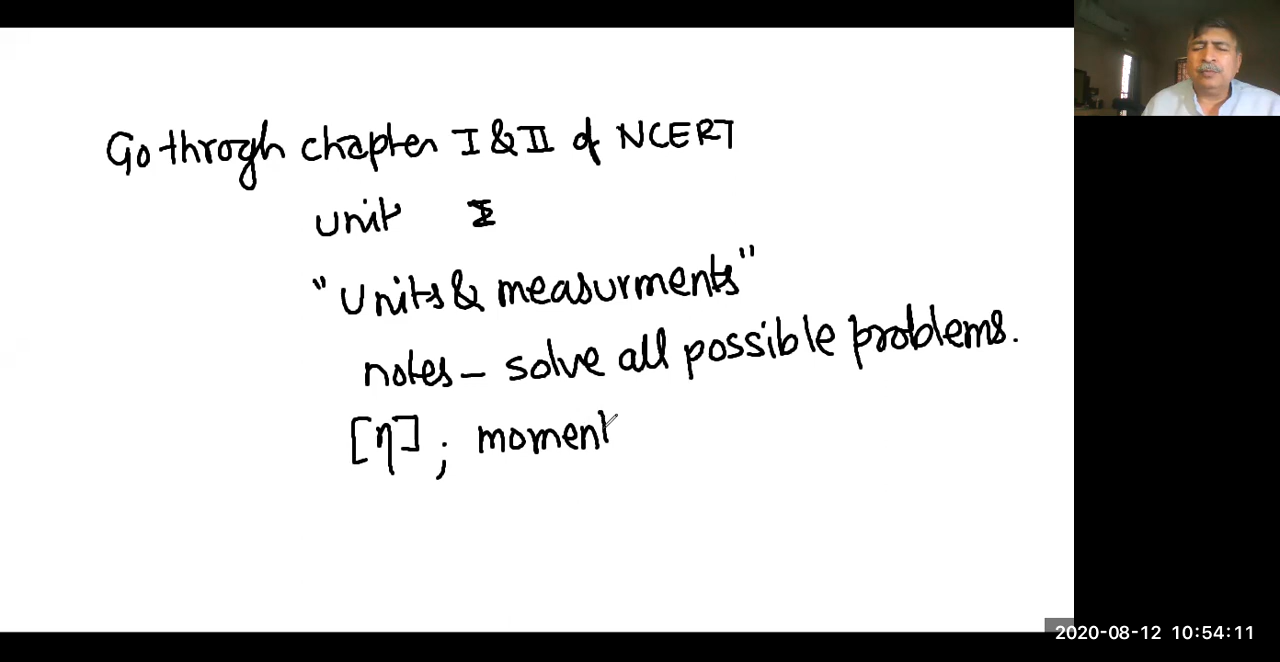 Go throgh chapter I & II of NCERT
unit I
"Units & measurments"
notes - solve all possible problems.
[η] ; moment
2020-08-12 10:54:11